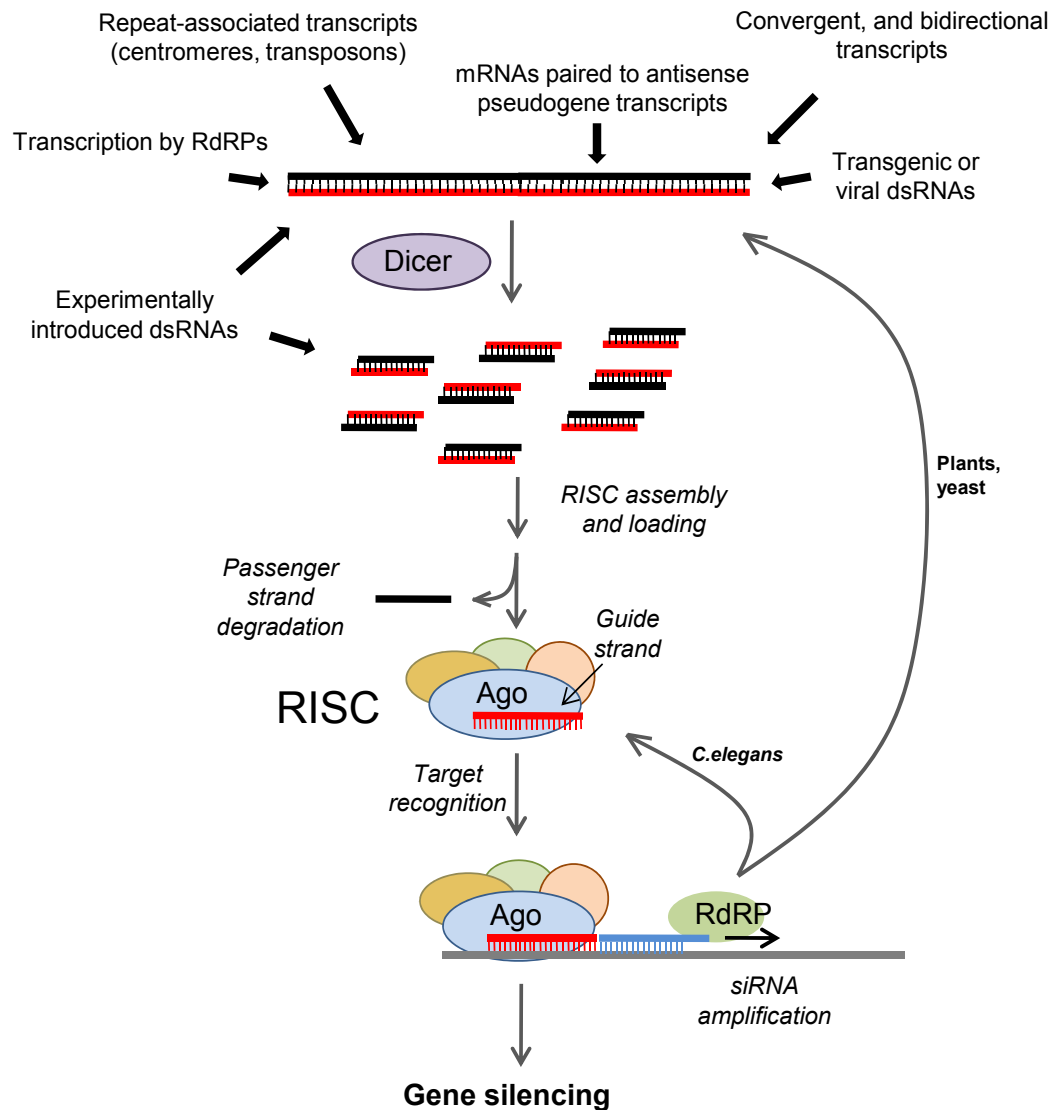 Repeat-associated transcripts
(centromeres, transposons)
Convergent, and bidirectional
transcripts
mRNAs paired to antisense
pseudogene transcripts
Transcription by RdRPs
Transgenic or
viral dsRNAs
Dicer
Experimentally
introduced dsRNAs
Plants,
yeast
RISC assembly
and loading
Passenger
strand
degradation
Guide
strand
Ago
RISC
C.elegans
Target
recognition
RdRP
Ago
siRNA
amplification
Gene silencing